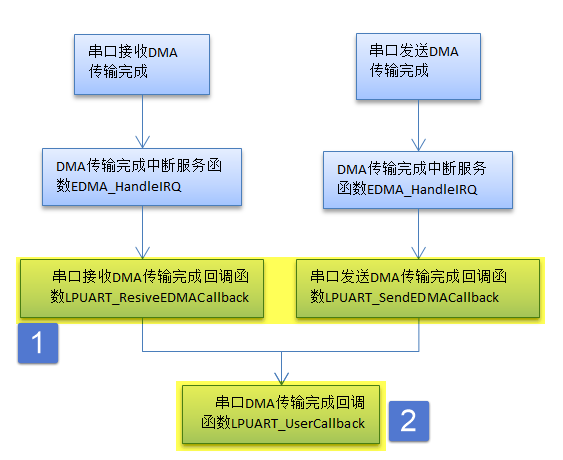 串口接收DMA
传输完成
串口发送DMA
传输完成
DMA传输完成中断服务函
数EDMA_HandleIRQ
DMA传输完成中断服务
函数EDMA_HandleIRQ
串口接收DMA传输完成回调函
数LPUART_ResiveEDMACallback
串口发送DMA传输完成回调函
数LPUART_SendEDMACallback
1
串口DMA传输完成回调
函数LPUART_UserCallback
2